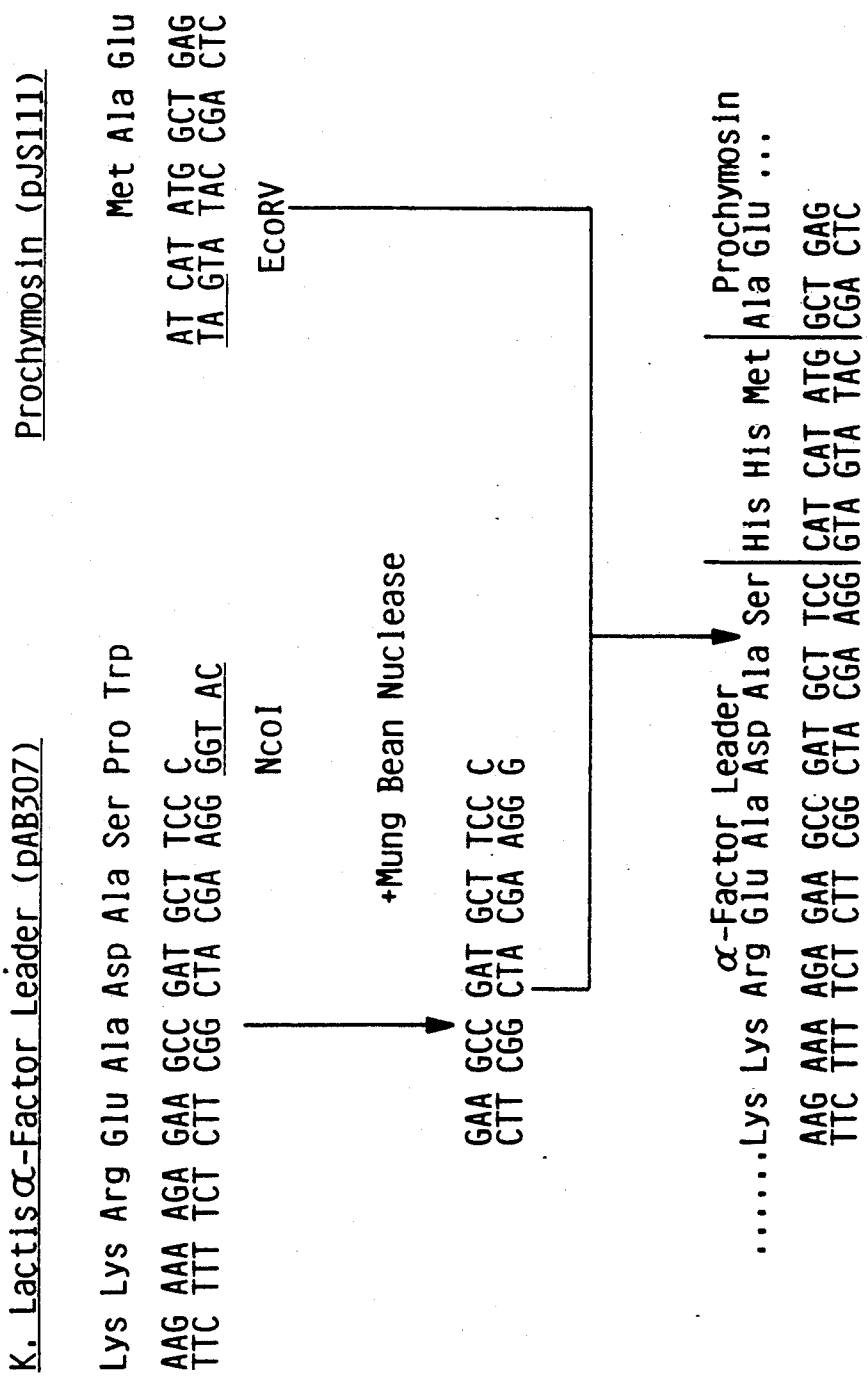 K. Lactis α-Factor Leader (pAB307)
Lys Lys Arg Glu Ala Asp Ala Ser Pro Trp
AAG AAA AGA GAA GCC GAT GCT TCC C
TTC TTT TCT CTT CGG CTA CGA AGG GGT AC
NcoI
Prochymosin (pJS111)
Met Ala Glu
AT CAT ATG GCT GAG
TA GTA TAC CGA CTC
EcoRV
+Mung Bean Nuclease
GAA GCC GAT GCT TCC C
CTT CGG CTA CGA AGG G
α-Factor Leader
Prochymosin
......Lys Lys Arg Glu Ala Asp Ala Ser His His Met Ala Glu ...
AAG AAA AGA GAA GCC GAT GCT TCC CAT CAT ATG GCT GAG
TTC TTT TCT CTT CGG CTA CGA AGG GTA GTA TAC CGA CTC